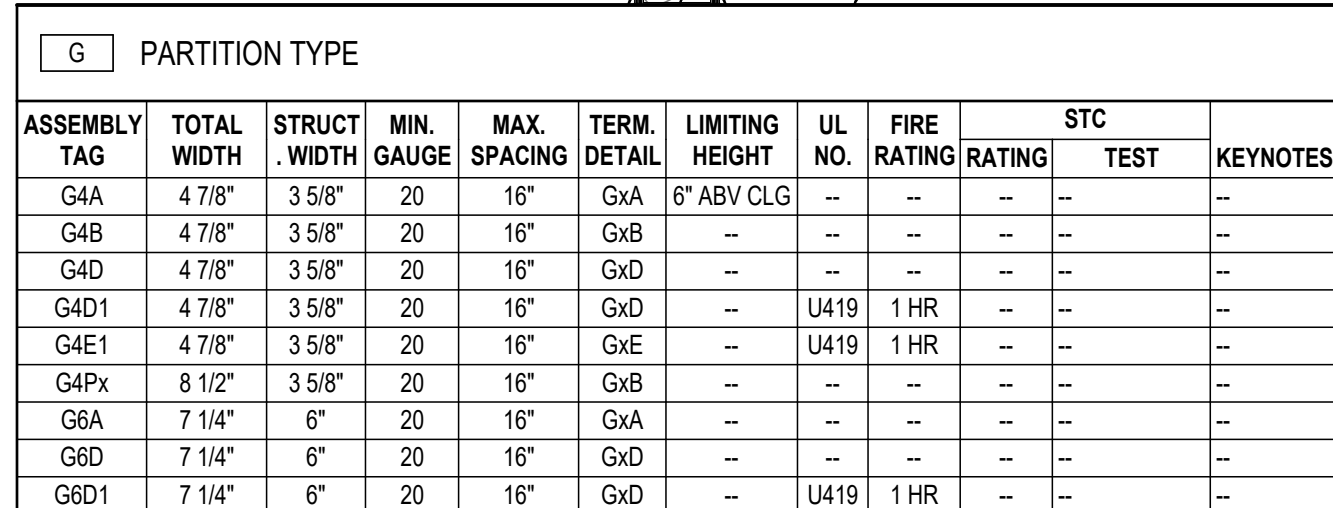 G PARTITION TYPE
ASSEMBLY TAG TOTAL WIDTH STRUCT . WIDTH MIN. GAUGE MAX. SPACING TERM. DETAIL LIMITING HEIGHT UL NO. FIRE RATING STC RATING TEST KEYNOTES
G4A 4 7/8" 3 5/8" 20 16" GxA 6" ABV CLG -- -- -- -- --
G4B 4 7/8" 3 5/8" 20 16" GxB -- -- -- -- -- --
G4D 4 7/8" 3 5/8" 20 16" GxD -- -- -- -- -- --
G4D1 4 7/8" 3 5/8" 20 16" GxD -- U419 1 HR -- -- --
G4E1 4 7/8" 3 5/8" 20 16" GxE -- U419 1 HR -- -- --
G4Px 8 1/2" 3 5/8" 20 16" GxB -- -- -- -- -- --
G6A 7 1/4" 6" 20 16" GxA -- -- -- -- -- --
G6D 7 1/4" 6" 20 16" GxD -- -- -- -- -- --
G6D1 7 1/4" 6" 20 16" GxD -- U419 1 HR -- -- --